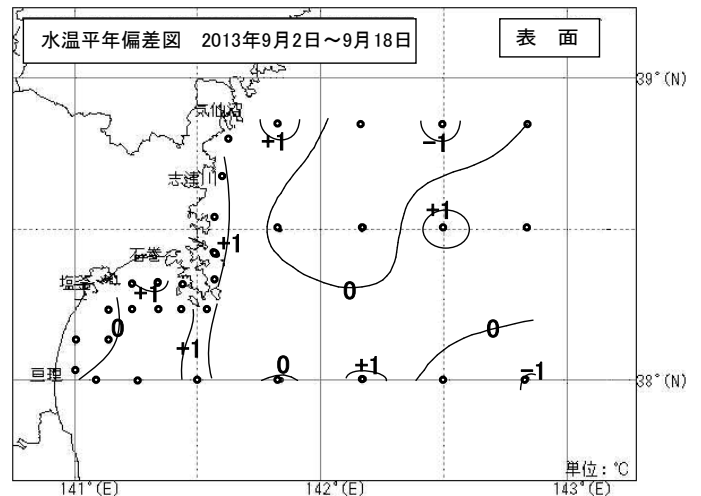 水温平年偏差図 2013年9月2日～9月18日
表 面
39°(N)
気仙沼
+1
-1
志津川
+1
+1
石巻
塩釜
+1
0
0
0
+1
0
+1
-1
亘理
38°(N)
単位:℃
141°(E)
142°(E)
143°(E)